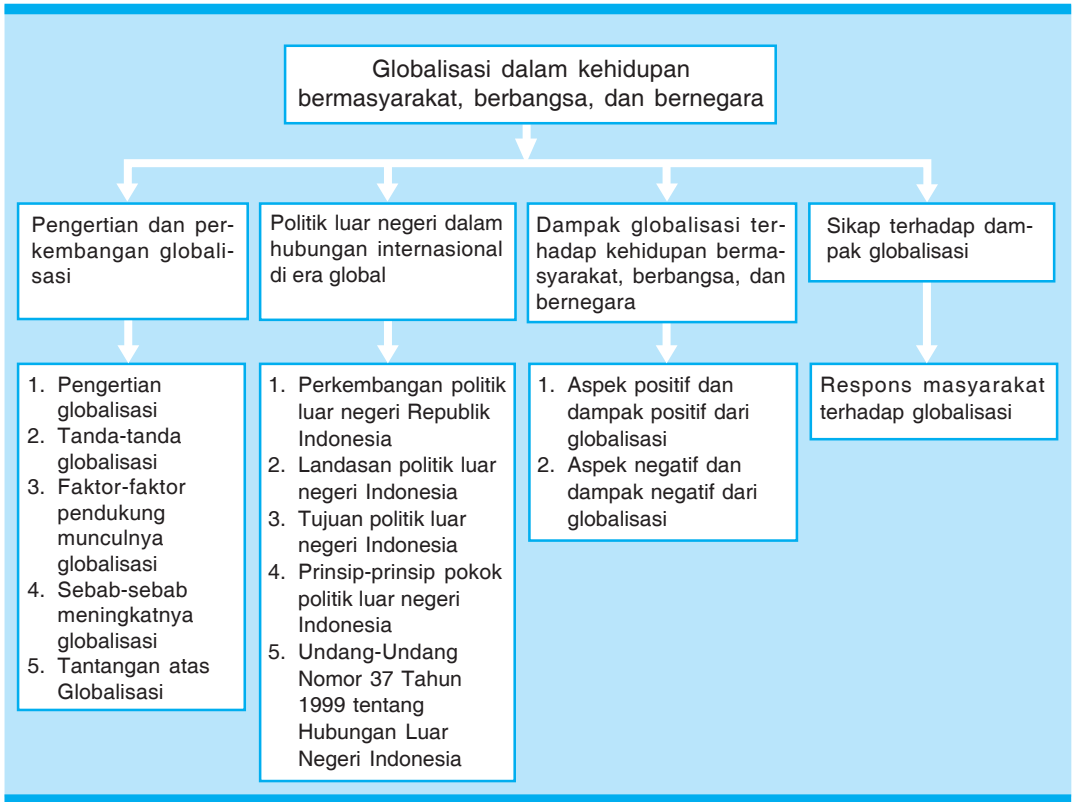 Globalisasi dalam kehidupan
bermasyarakat, berbangsa, dan bernegara
Pengertian dan per-
kembangan globali-
sasi
Politik luar negeri dalam
hubungan internasional
di era global
Dampak globalisasi ter-
hadap kehidupan berma-
syarakat, berbangsa, dan
bernegara
Sikap terhadap dam-
pak globalisasi
1. Pengertian
globalisasi
2. Tanda-tanda
globalisasi
3. Faktor-faktor
pendukung
munculnya
globalisasi
4. Sebab-sebab
meningkatnya
globalisasi
5. Tantangan atas
Globalisasi
1. Perkembangan politik
luar negeri Republik
Indonesia
2. Landasan politik luar
negeri Indonesia
3. Tujuan politik luar
negeri Indonesia
4. Prinsip-prinsip pokok
politik luar negeri
Indonesia
5. Undang-Undang
Nomor 37 Tahun
1999 tentang
Hubungan Luar
Negeri Indonesia
1. Aspek positif dan
dampak positif dari
globalisasi
2. Aspek negatif dan
dampak negatif dari
globalisasi
Respons masyarakat
terhadap globalisasi